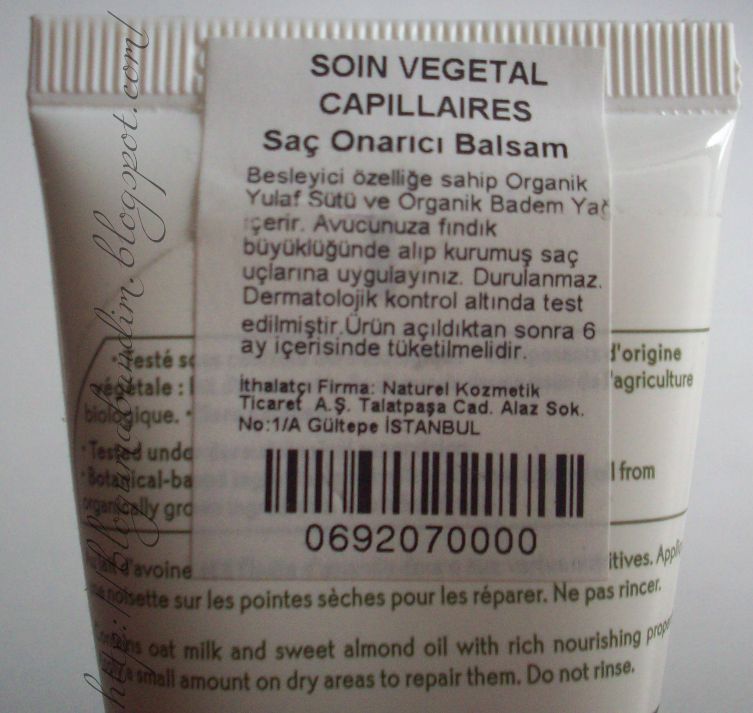 SOIN VEGETAL
CAPILLAIRES
Saç Onarıcı Balsam
Besleyici özelliğe sahip Organik
Yulaf Sütü ve Organik Badem Yağ
içerir. Avucunuza fındık
büyüklüğünde alıp kurumuş saç
uçlarına uygulayınız. Durulanmaz.
Dermatolojik kontrol altında test
edilmiştir.Ürün açıldıktan sonra 6
ay içerisinde tüketilmelidir.
İthalatçı Firma: Naturel Kozmetik
Ticaret A.Ş. Talatpaşa Cad. Alaz Sok.
No:1/A Gültepe İSTANBUL
0692070000
• Testé d'origine
végétale : l'agriculture
biologique. •
• Tested under
• Botanical-based from
organically
d'avoine
noisette sur les pointes sèches pour les réparer. Ne pas rincer.
Contains oat milk and sweet almond oil with rich nourishing
Apply a small amount on dry areas to repair them. Do not rinse.